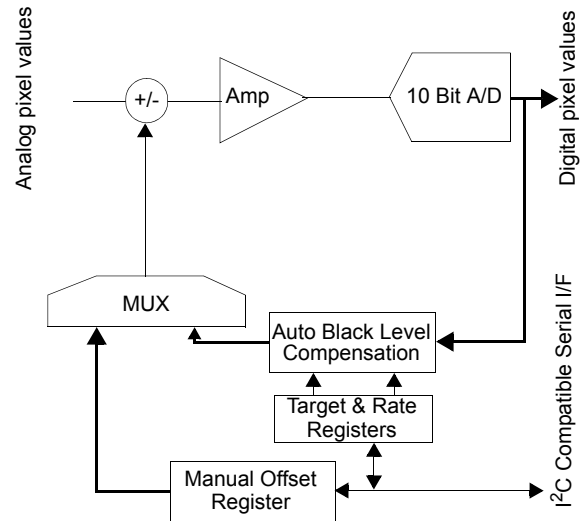 Analog pixel values
+/-
Amp
10 Bit A/D
Digital pixel values
MUX
Auto Black Level
Compensation
Target & Rate
Registers
Manual Offset
Register
I²C Compatible Serial I/F